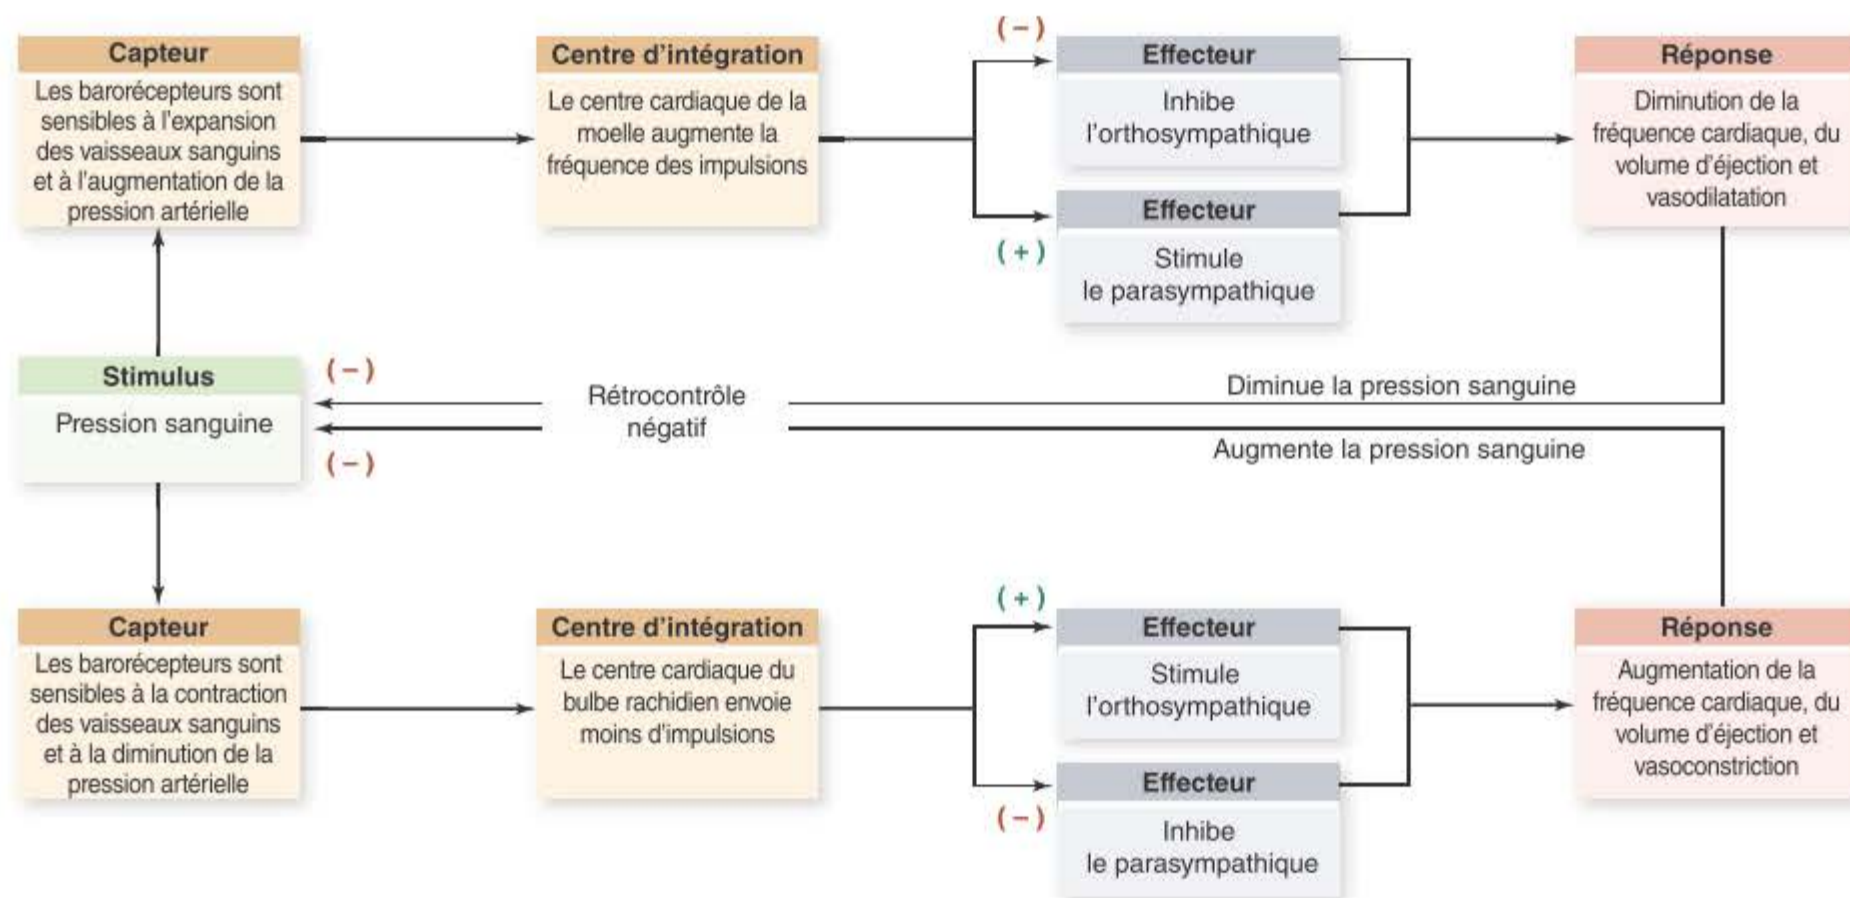 Capteur
Les barorécepteurs sont
sensibles à l'expansion
des vaisseaux sanguins
et à l'augmentation de la
pression artérielle
Centre d'intégration
Le centre cardiaque de la
moelle augmente la
fréquence des impulsions
(-)
Effecteur
Inhibe
l'orthosympathique
Effecteur
(+)
Stimule
le parasympathique
Réponse
Diminution de la
fréquence cardiaque, du
volume d'éjection et
vasodilatation
Stimulus
Pression sanguine
(-)
(-)
Rétrocontrôle
négatif
Diminue la pression sanguine
Augmente la pression sanguine
Capteur
Les barorécepteurs sont
sensibles à la contraction
des vaisseaux sanguins
et à la diminution de la
pression artérielle
Centre d'intégration
Le centre cardiaque du
bulbe rachidien envoie
moins d'impulsions
(+)
Effecteur
Stimule
l'orthosympathique
Effecteur
(-)
Inhibe
le parasympathique
Réponse
Augmentation de la
fréquence cardiaque, du
volume d'éjection et
vasoconstriction